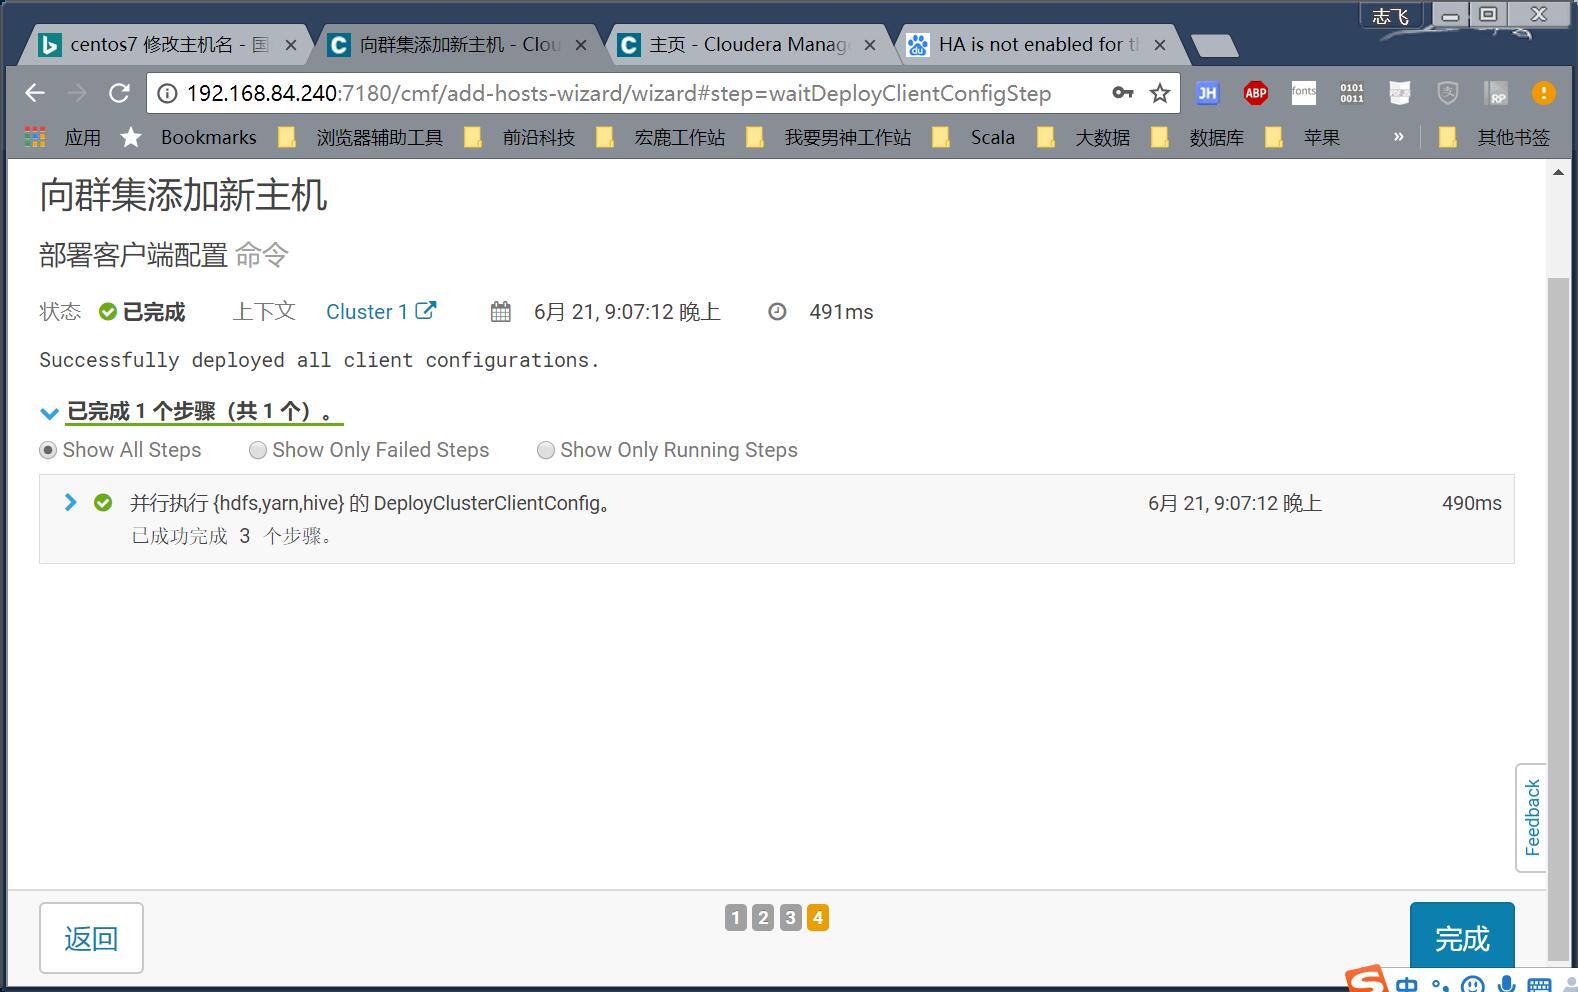 志飞
centos7 修改主机名 - 国
向群集添加新主机 - Clou
主页 - Cloudera Manag
HA is not enabled for th
192.168.84.240:7180/cmf/add-hosts-wizard/wizard#step=waitDeployClientConfigStep
JH ABP fonts 0101 0011 RP
应用 Bookmarks 浏览器辅助工具 前沿科技 宏鹿工作站 我要男神工作站 Scala 大数据 数据库 苹果 » 其他书签
向群集添加新主机
部署客户端配置 命令
状态 已完成 上下文 Cluster 1 6月 21, 9:07:12 晚上 491ms
Successfully deployed all client configurations.
已完成 1 个步骤（共 1 个）。
Show All Steps Show Only Failed Steps Show Only Running Steps
并行执行 {hdfs,yarn,hive} 的 DeployClusterClientConfig。 6月 21, 9:07:12 晚上 490ms
已成功完成 3 个步骤。
Feedback
返回 1 2 3 4 完成
中